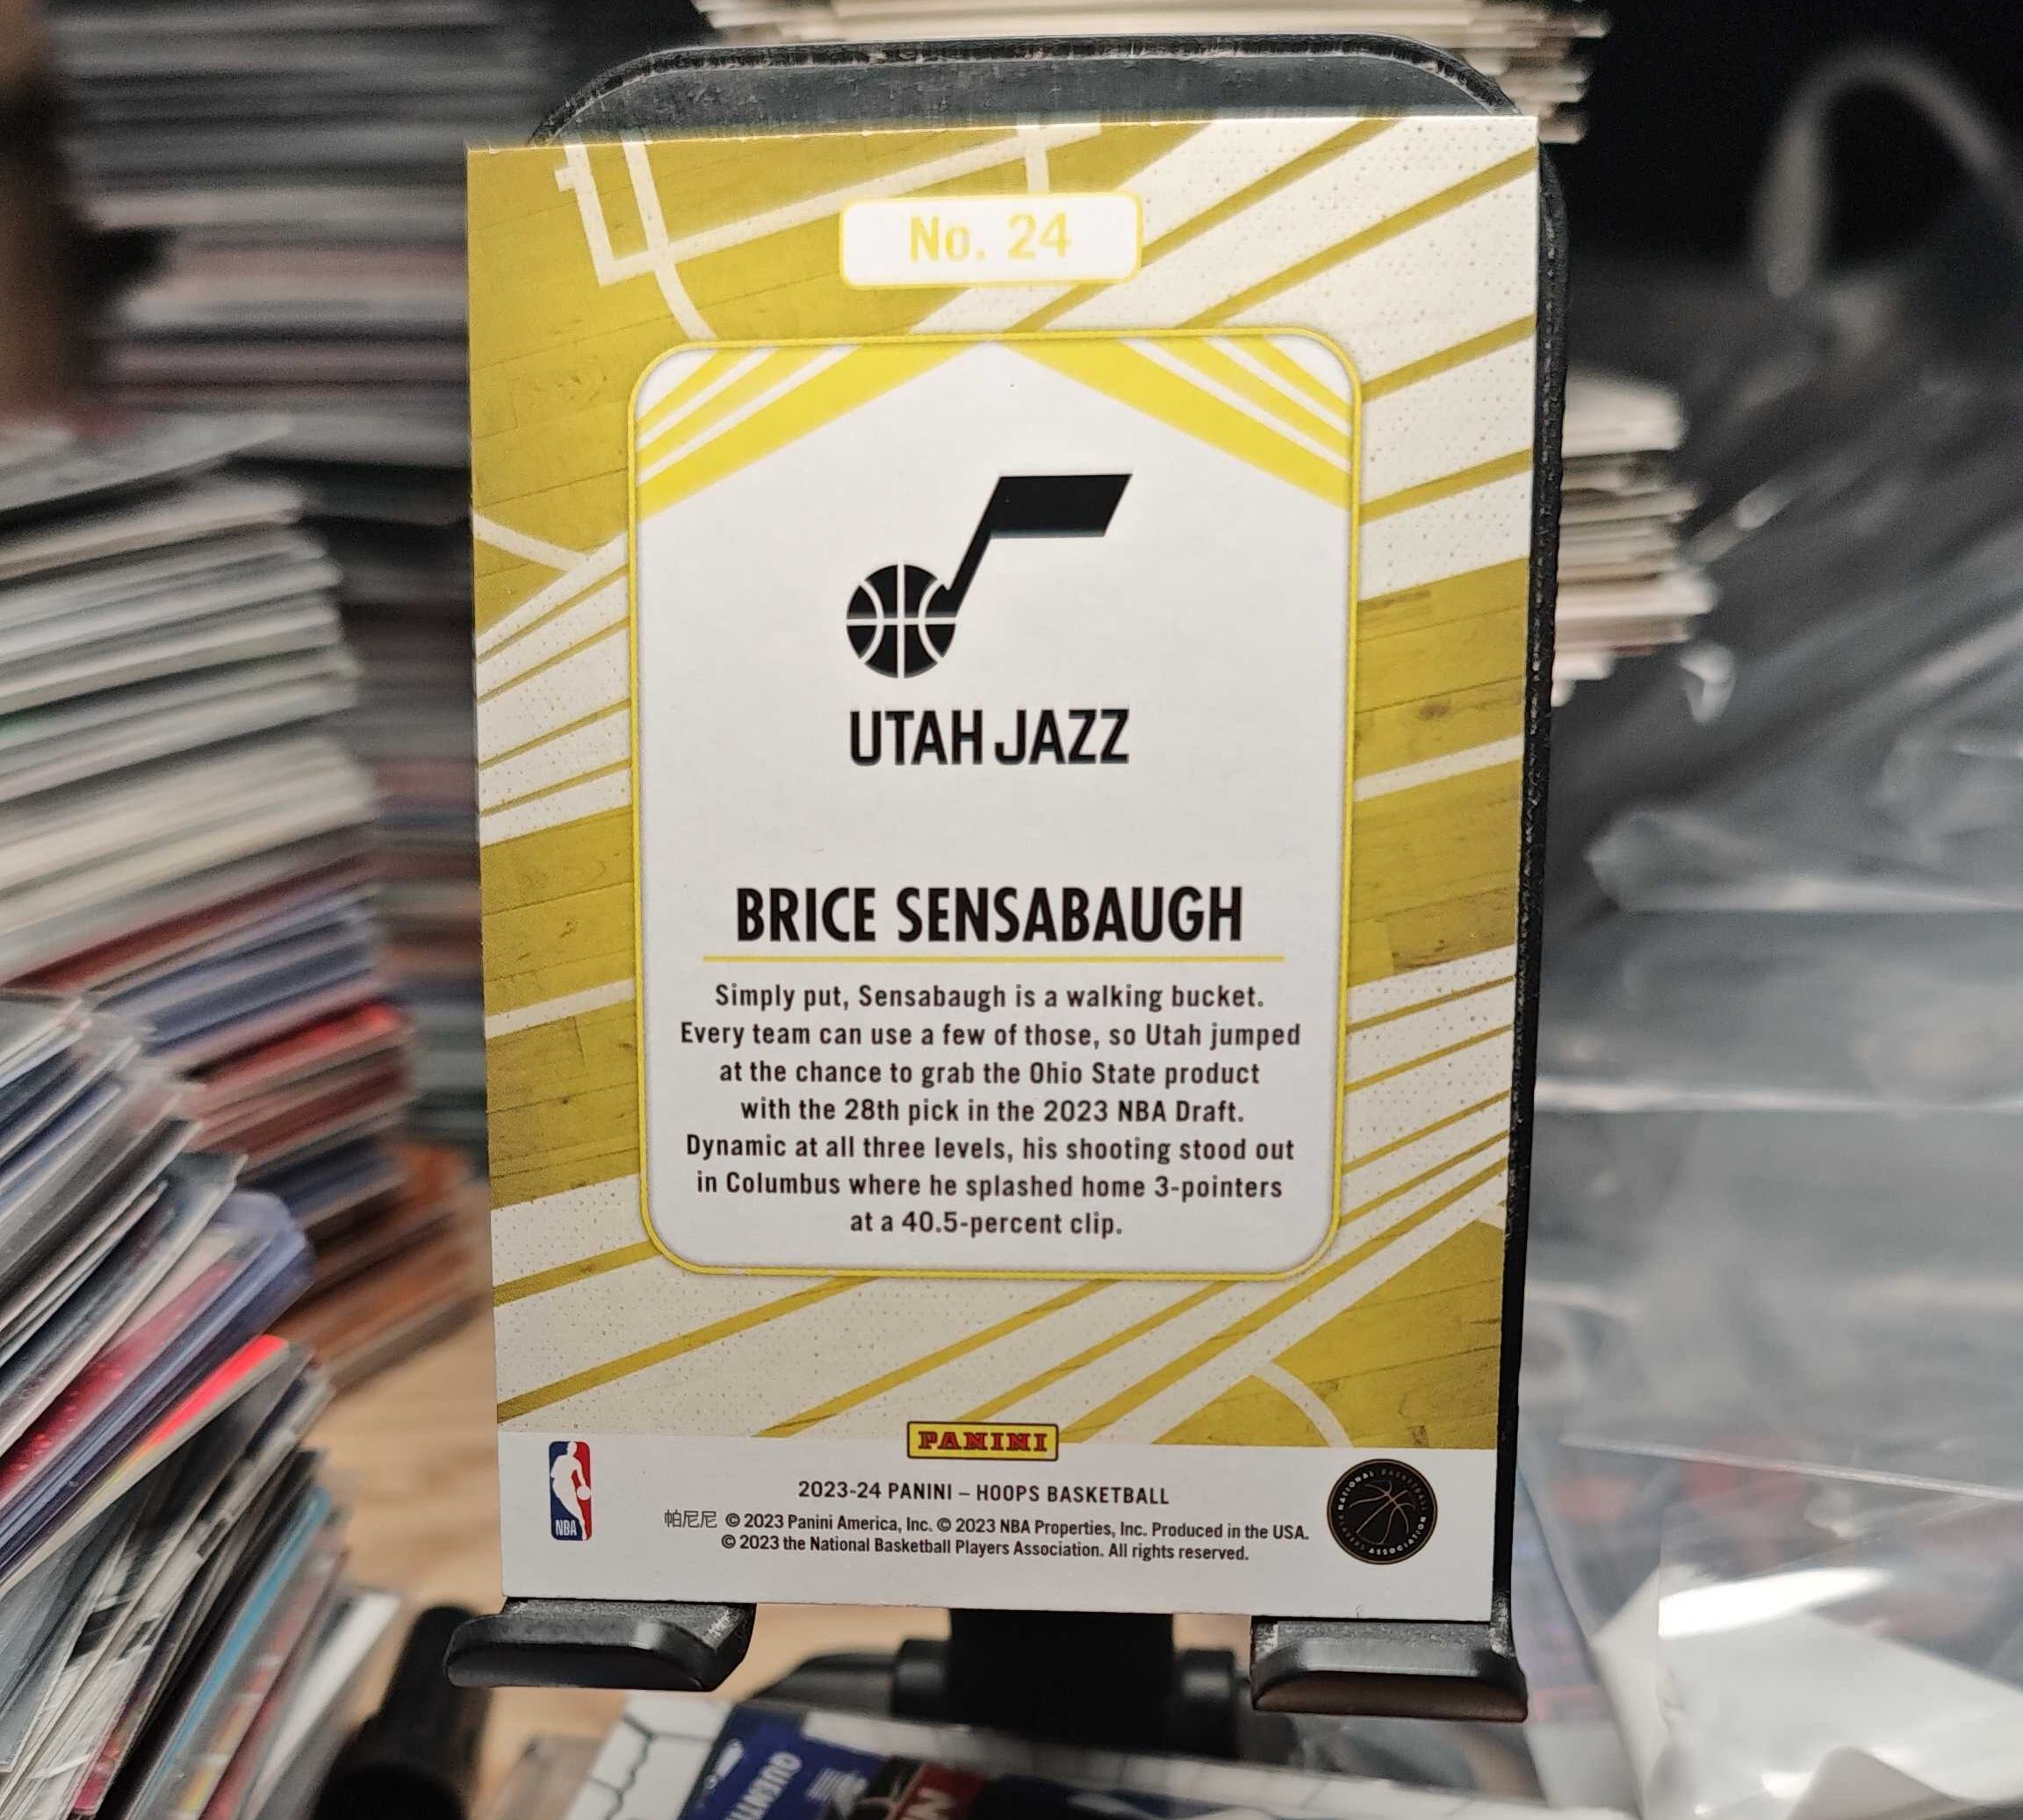 No. 24
UTAH JAZZ
BRICE SENSABAUGH
Simply put, Sensabaugh is a walking bucket.
Every team can use a few of those, so Utah jumped
at the chance to grab the Ohio State product
with the 28th pick in the 2023 NBA Draft.
Dynamic at all three levels, his shooting stood out
in Columbus where he splashed home 3-pointers
at a 40.5-percent clip.
PANINI
NBA
2023-24 PANINI – HOOPS BASKETBALL
帕尼尼 © 2023 Panini America, Inc. © 2023 NBA Properties, Inc. Produced in the USA.
© 2023 the National Basketball Players Association. All rights reserved.
NATIONAL BASKETBALL PLAYERS ASSOCIATION